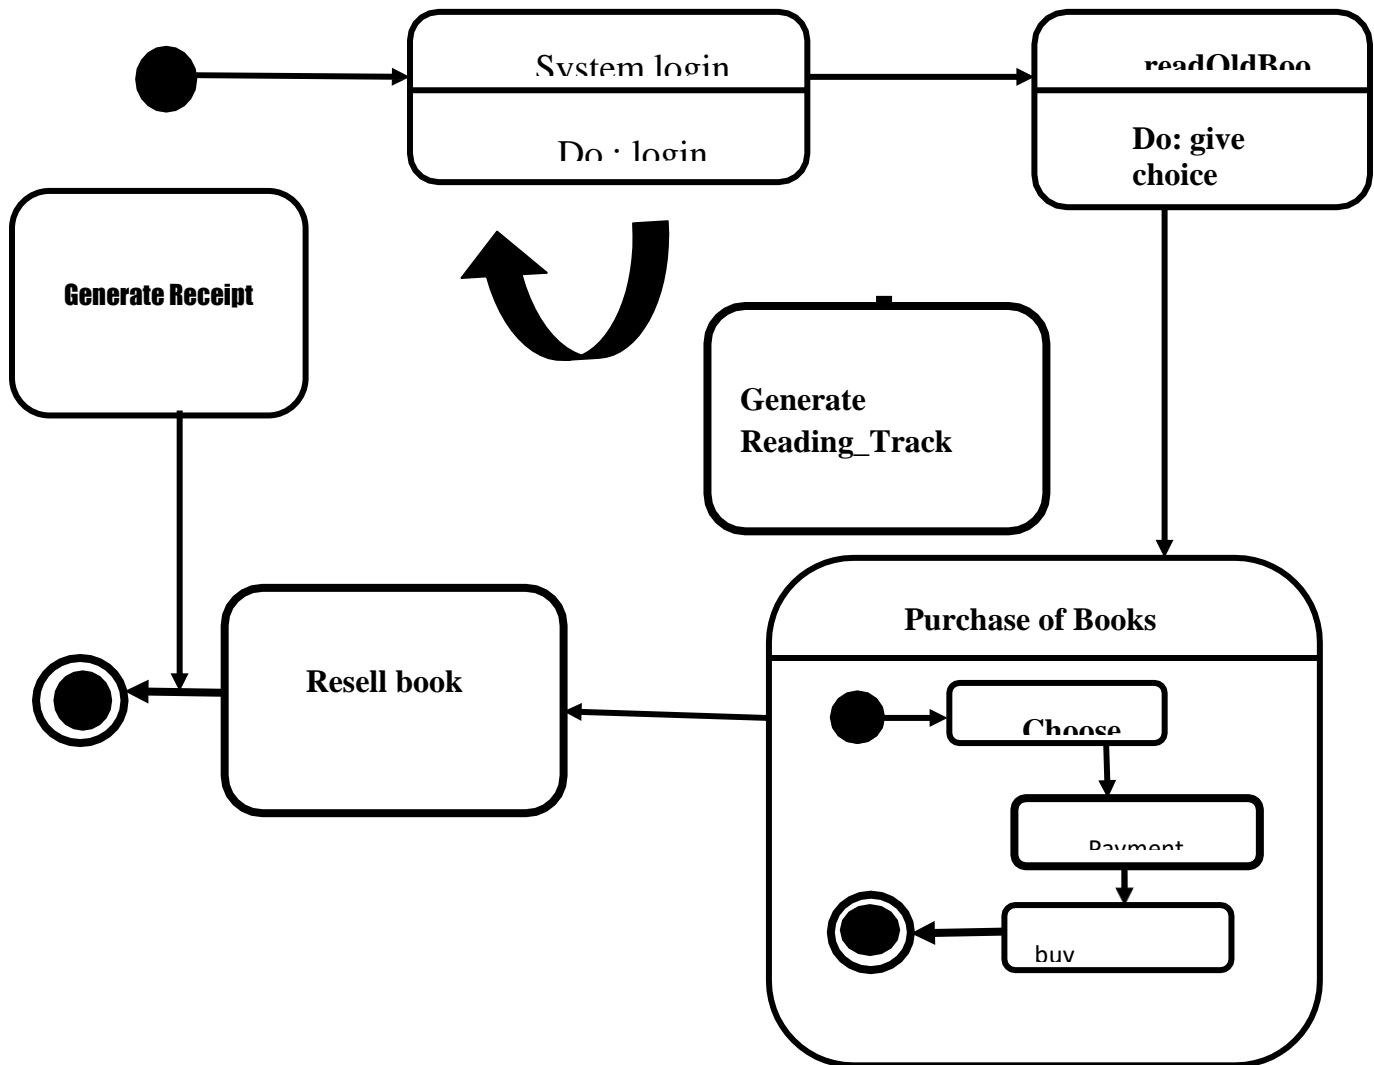 System login
readOldBoo
Do : login
Do: give
choice
Generate Receipt
Generate
Reading_Track
Purchase of Books
Resell book
Choose
Payment
buy